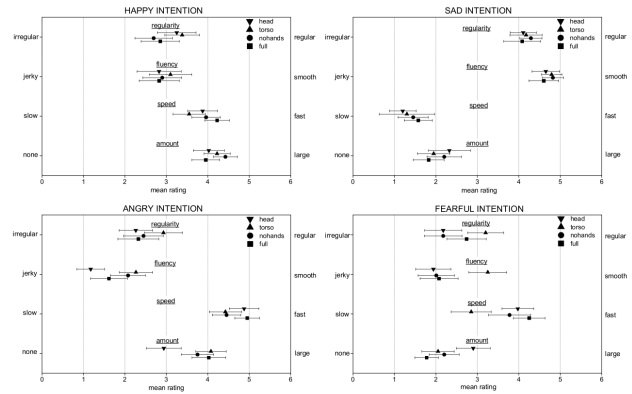 HAPPY INTENTION
regularity
head
torso
nohands
full
irregular
regular
fluency
jerky
smooth
speed
slow
fast
amount
none
large
0 1 2 3 4 5 6
mean rating
SAD INTENTION
regularity
head
torso
nohands
full
irregular
regular
fluency
jerky
smooth
speed
slow
fast
amount
none
large
0 1 2 3 4 5 6
mean rating
ANGRY INTENTION
regularity
head
torso
nohands
full
irregular
regular
fluency
jerky
smooth
speed
slow
fast
amount
none
large
0 1 2 3 4 5 6
mean rating
FEARFUL INTENTION
regularity
head
torso
nohands
full
irregular
regular
fluency
jerky
smooth
speed
slow
fast
amount
none
large
0 1 2 3 4 5 6
mean rating